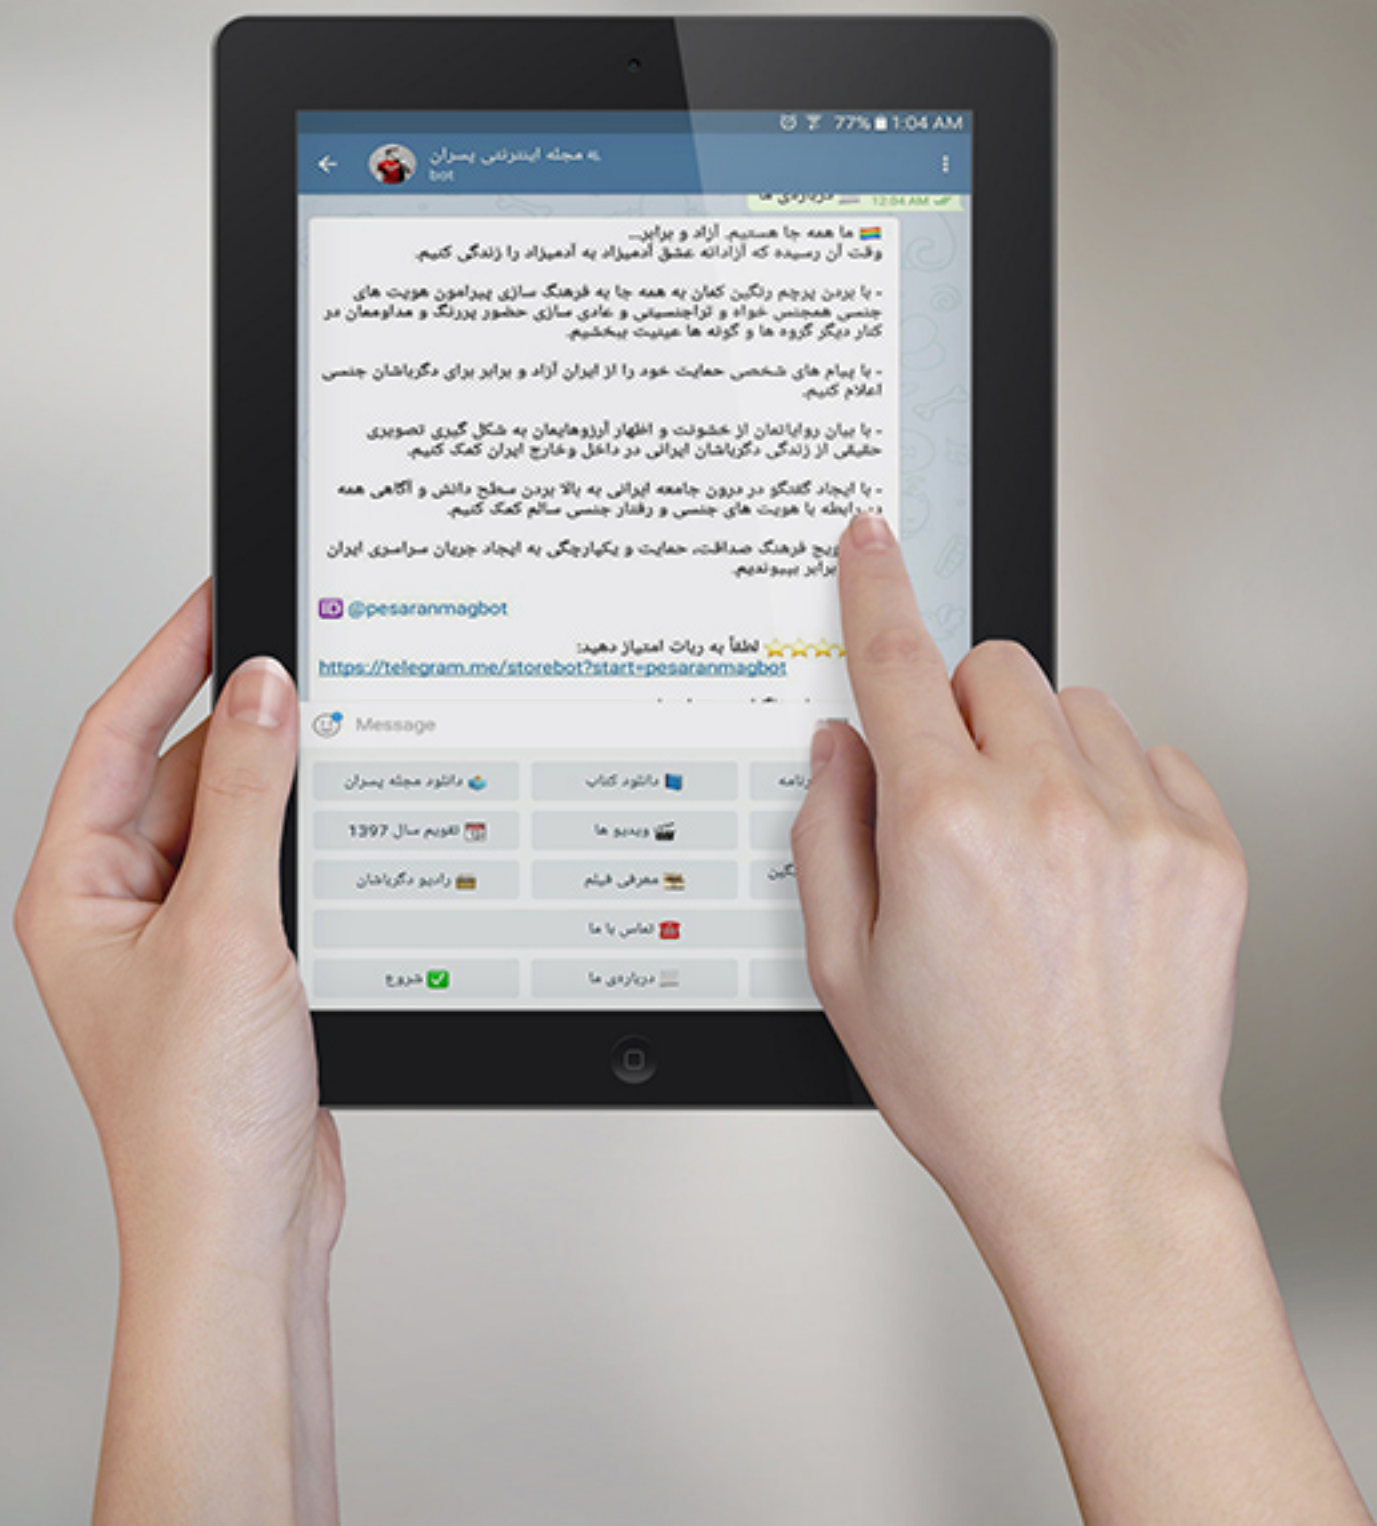 77% 1:04 AM
مجله اینترنتی پسران
bot
درباره‌ی ما 12:04 AM
ما همه جا هستیم. آزاد و برابر...
وقت آن رسیده که آزادانه عشق آدمیزاد به آدمیزاد را زندگی کنیم.
- با بردن پرچم رنگین کمان به همه جا به فرهنگ سازی پیرامون هویت های
جنسی همجنس خواه و تراجنسیتی و عادی سازی حضور پررنگ و مداوممان در
کنار دیگر گروه ها و گونه ها عینیت ببخشیم.
- با پیام های شخصی حمایت خود را از ایران آزاد و برابر برای دگرباشان جنسی
اعلام کنیم.
- با بیان روایاتمان از خشونت و اظهار آرزوهایمان به شکل گیری تصویری
حقیقی از زندگی دگرباشان ایرانی در داخل وخارج ایران کمک کنیم.
- با ایجاد گفتگو در درون جامعه ایرانی به بالا بردن سطح دانش و آگاهی همه
رابطه با هویت های جنسی و رفتار جنسی سالم کمک کنیم.
فرهنگ صداقت، حمایت و یکپارچگی به ایجاد جریان سراسری ایران
برابر بپیوندیم.
ID @pesaranmagbot
لطفاً به ربات امتیاز دهید:
https://telegram.me/storebot?start=pesaranmagbot
Message
دانلود کتاب
دانلود مجله پسران
ویدیو ها
تقویم سال 1397
معرفی فیلم
رادیو دگرباشان
تماس با ما
درباره‌ی ما
شروع